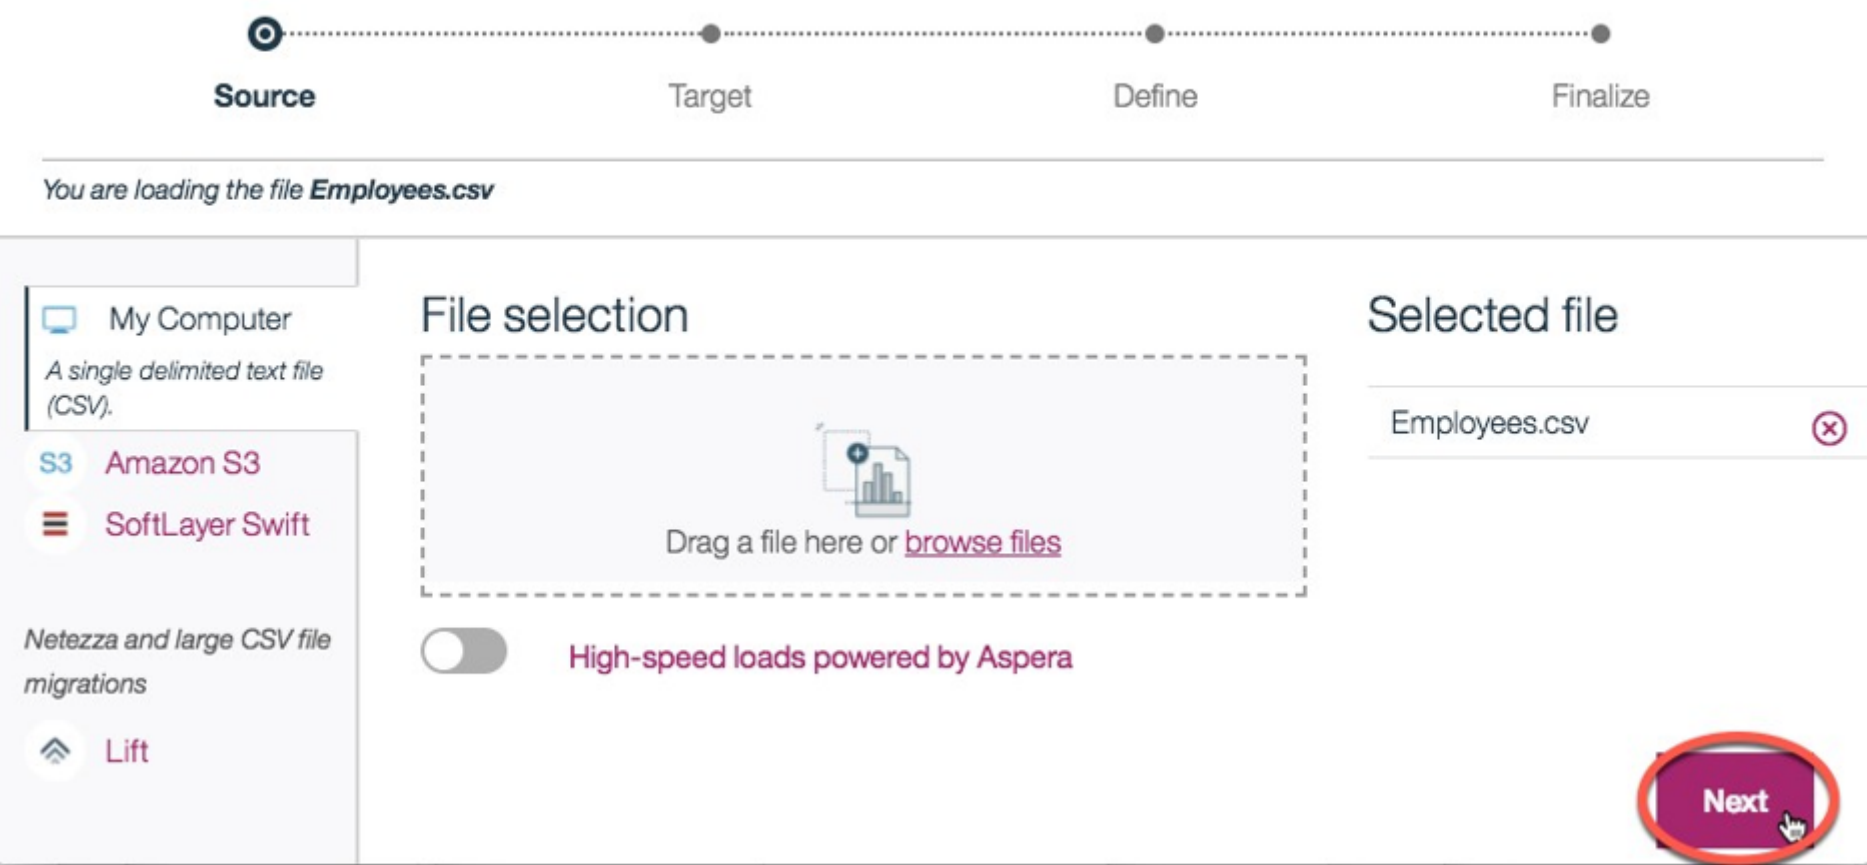 Source
Target
Define
Finalize
You are loading the file Employees.csv
My Computer
A single delimited text file
(CSV).
S3 Amazon S3
SoftLayer Swift
Netezza and large CSV file
migrations
Lift
File selection
Drag a file here or browse files
High-speed loads powered by Aspera
Selected file
Employees.csv
Next